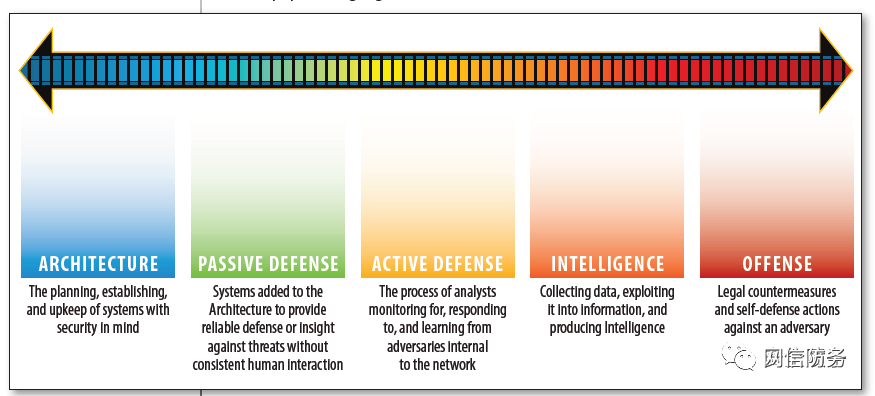 ARCHITECTURE
The planning, establishing,
and upkeep of systems with
security in mind
PASSIVE DEFENSE
Systems added to the
Architecture to provide
reliable defense or insight
against threats without
consistent human interaction
ACTIVE DEFENSE
The process of analysts
monitoring for, responding
to, and learning from
adversaries internal
to the network
INTELLIGENCE
Collecting data, exploiting
it into information, and
producing Intelligence
OFFENSE
Legal countermeasures
and self-defense actions
against an adversary
网信防务